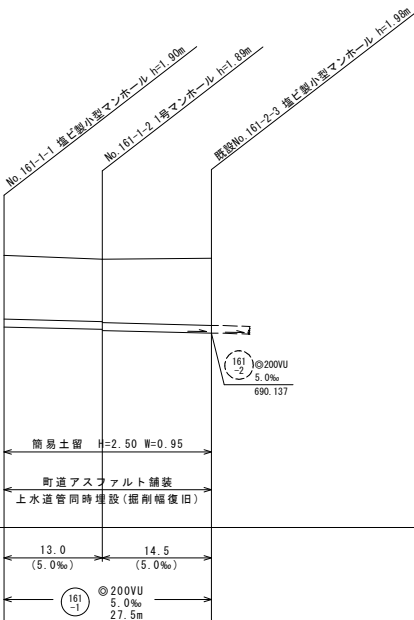 No.161-1-1 塩ビ製小型マンホール h=1.90m
No.161-1-2 1号マンホール h=1.89m
既設No.161-2-3 塩ビ製小型マンホール h=1.98m
161
-2
◎200VU
5.0‰
690.137
簡易土留 H=2.50 W=0.95
町道アスファルト舗装
上水道管同時埋設(掘削幅復旧)
13.0
(5.0‰)
14.5
(5.0‰)
161
-1
◎200VU
5.0‰
27.5m